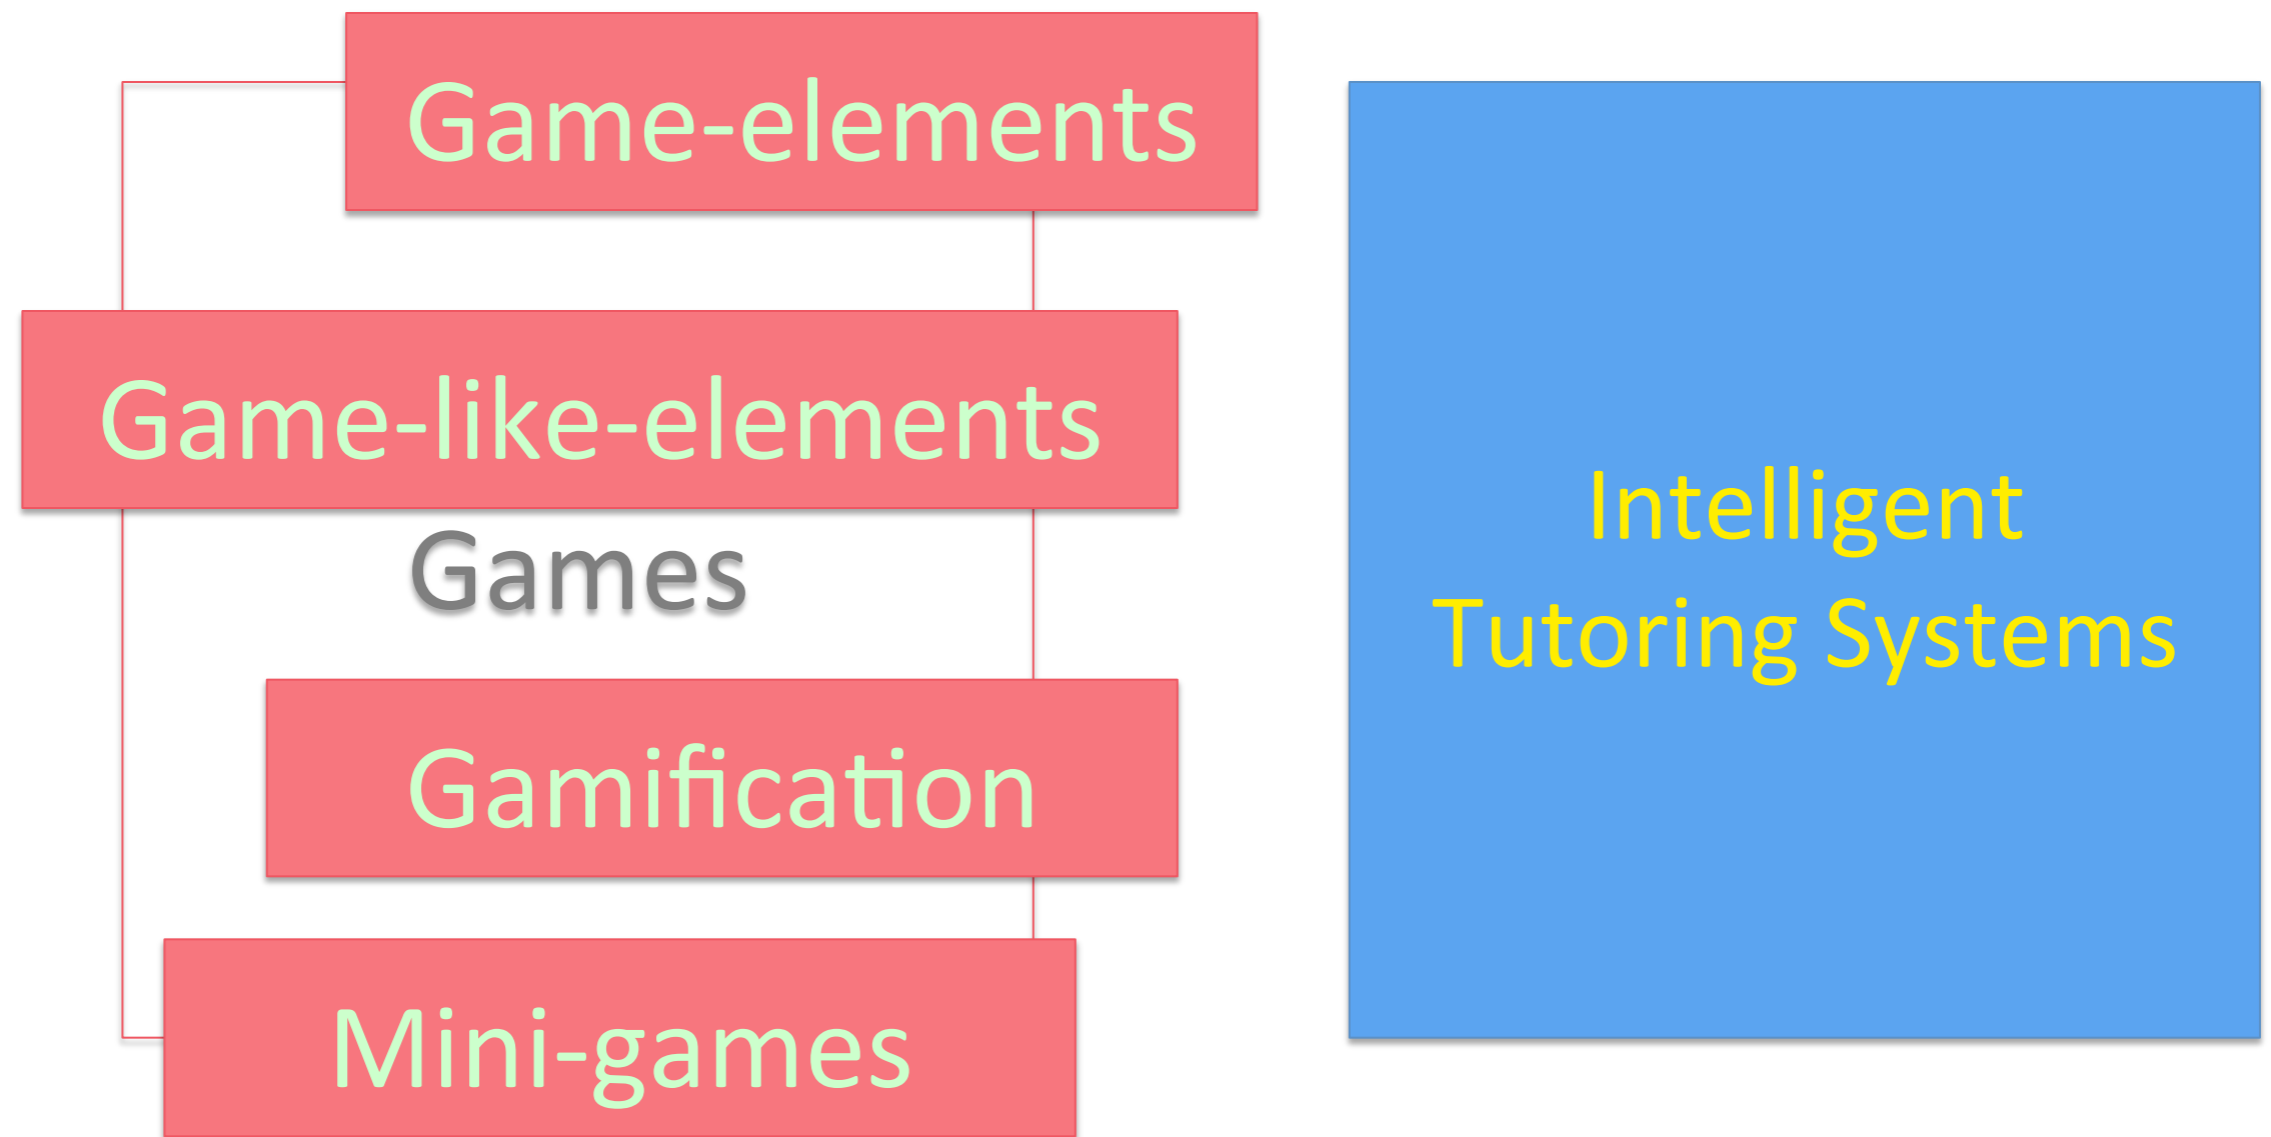 Game-elements
Game-like-elements
Games
Gamification
Mini-games
Intelligent
Tutoring Systems